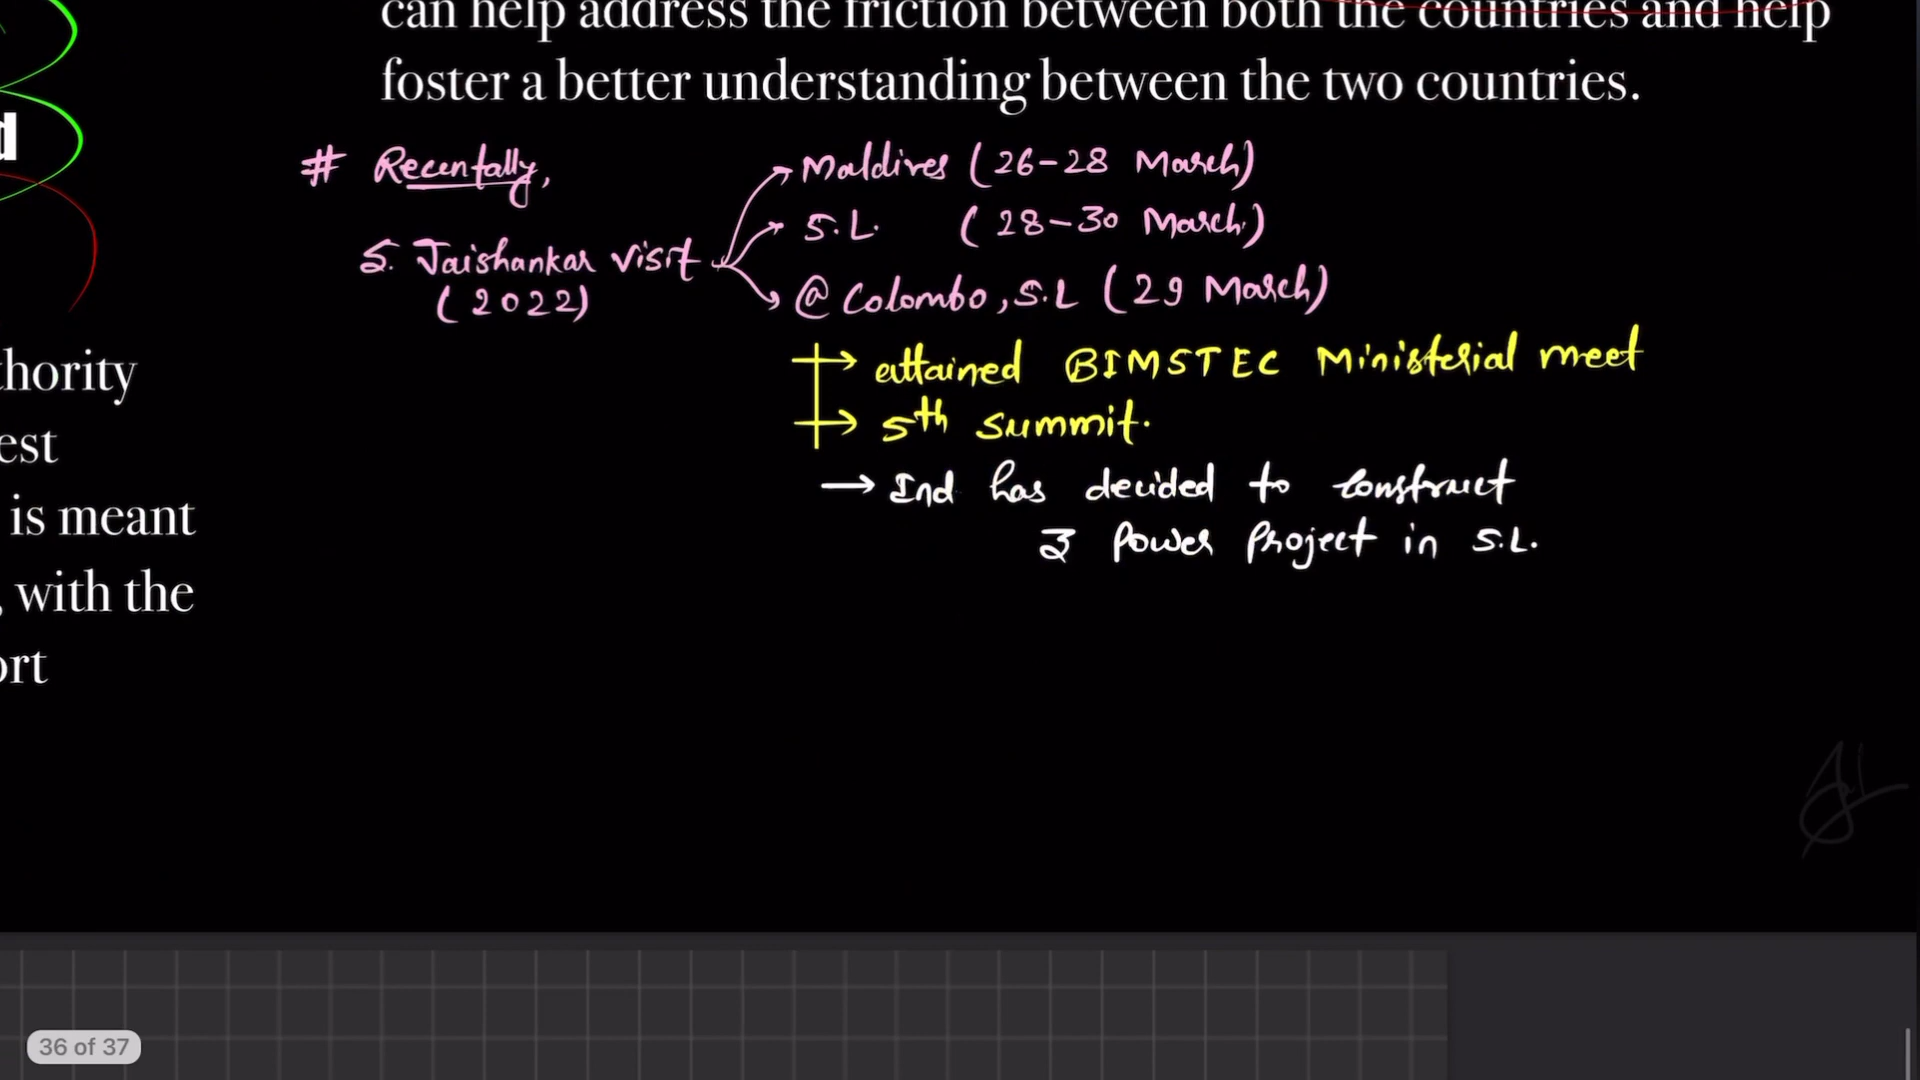 can help address the friction between both the countries and help
foster a better understanding between the two countries.
d
# Recentally,
Maldives (26-28 March)
S.L. (28-30 March)
S. Jaishankar visit
(2022)
@ Colombo, S.L (29 March)
attained BIMSTEC Ministerial meet
5th summit.
→ Ind has decided to construct
3 Power Project in S.L.
thority
est
is meant
, with the
ort
36 of 37